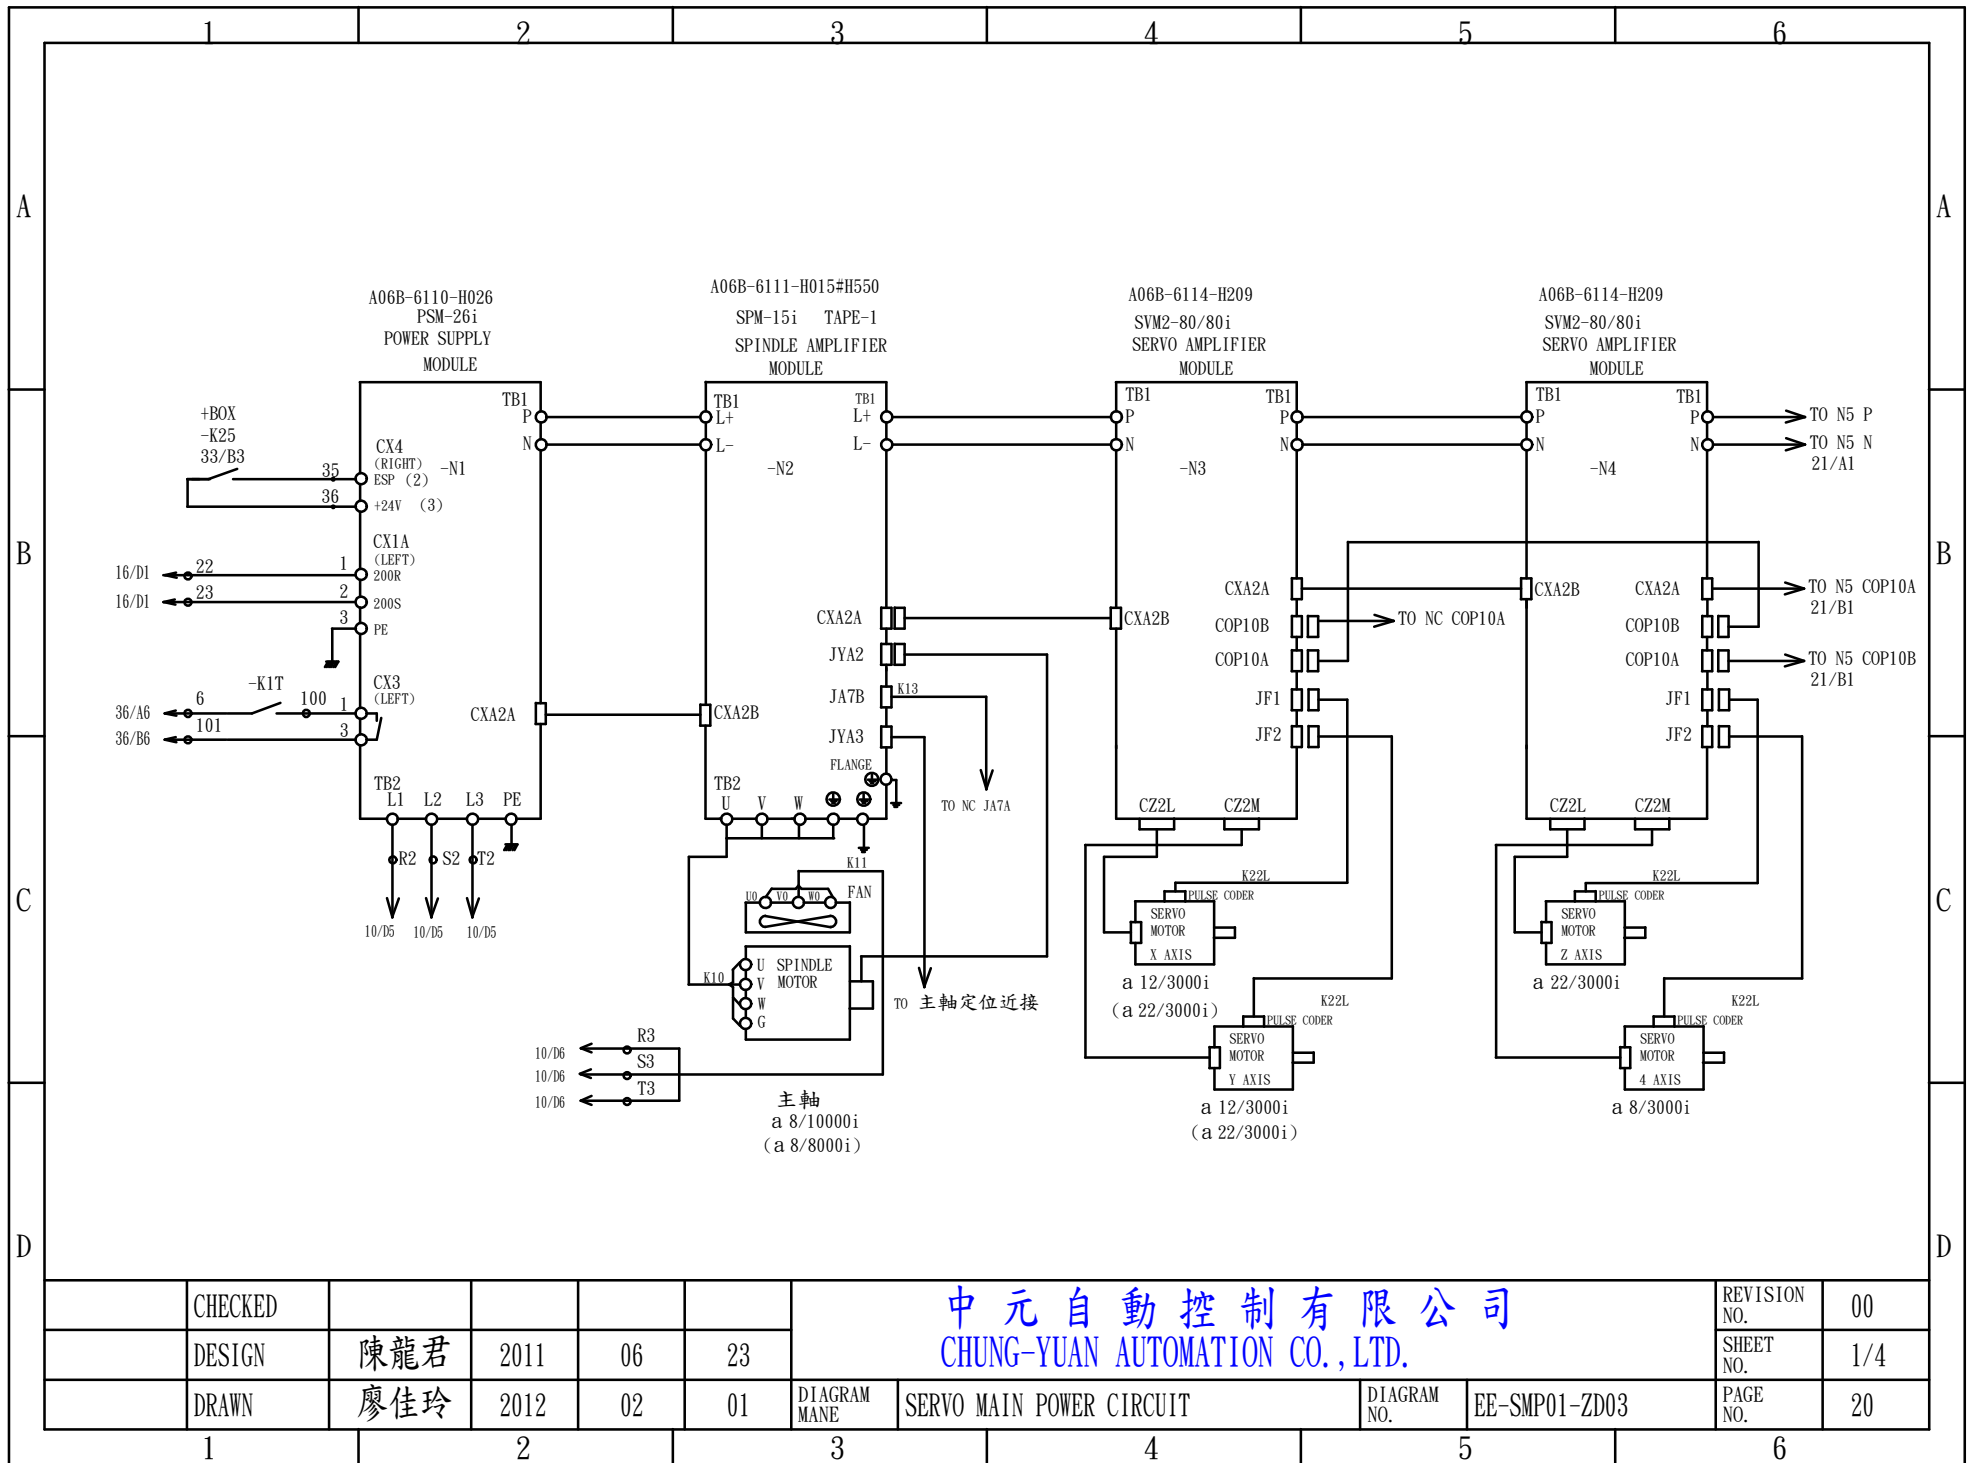 1 2 3 4 5 6
A A
B B
C C
D D
A06B-6110-H026
PSM-26i
POWER SUPPLY
MODULE
A06B-6111-H015#H550
SPM-15i TAPE-1
SPINDLE AMPLIFIER
MODULE
A06B-6114-H209
SVM2-80/80i
SERVO AMPLIFIER
MODULE
A06B-6114-H209
SVM2-80/80i
SERVO AMPLIFIER
MODULE
+BOX
-K25
33/B3
35
36
16/D1 22
16/D1 23
1
2
3
-K1T
36/A6 6 100 1
36/B6 101 3
TB1
P
N
CX4
(RIGHT)
ESP (2)
+24V (3)
-N1
CX1A
(LEFT)
200R
200S
PE
CX3
(LEFT)
CXA2A
TB2
L1 L2 L3 PE
R2 S2 T2
10/D5 10/D5 10/D5
TB1 TB1
L+ L+
L- L-
-N2
CXA2A
JYA2
JA7B K13
CXA2B
JYA3
FLANGE
TB2
U V W
TO NC JA7A
K11
U0 V0 W0 FAN
K10
U SPINDLE
V MOTOR
W
G
TO 主軸定位近接
10/D6 R3
10/D6 S3
10/D6 T3
主軸
a 8/10000i
(a 8/8000i)
TB1 TB1
P P
N N
-N3
CXA2A
CXA2B
COP10B
TO NC COP10A
COP10A
JF1
JF2
CZ2L CZ2M
K22L
PULSE CODER
SERVO
MOTOR
X AXIS
a 12/3000i
(a 22/3000i)
K22L
PULSE CODER
SERVO
MOTOR
Y AXIS
a 12/3000i
(a 22/3000i)
TB1 TB1
P P
N N
TO N5 P
TO N5 N
21/A1
-N4
CXA2B CXA2A
TO N5 COP10A
21/B1
COP10B
COP10A
TO N5 COP10B
21/B1
JF1
JF2
CZ2L CZ2M
K22L
PULSE CODER
SERVO
MOTOR
Z AXIS
a 22/3000i
K22L
PULSE CODER
SERVO
MOTOR
4 AXIS
a 8/3000i
CHECKED
DESIGN 陳龍君 2011 06 23
DRAWN 廖佳玲 2012 02 01
中元自動控制有限公司
CHUNG-YUAN AUTOMATION CO.,LTD.
DIAGRAM
MANE
SERVO MAIN POWER CIRCUIT
DIAGRAM
NO.
EE-SMP01-ZD03
REVISION
NO.
00
SHEET
NO.
1/4
PAGE
NO.
20
1 2 3 4 5 6